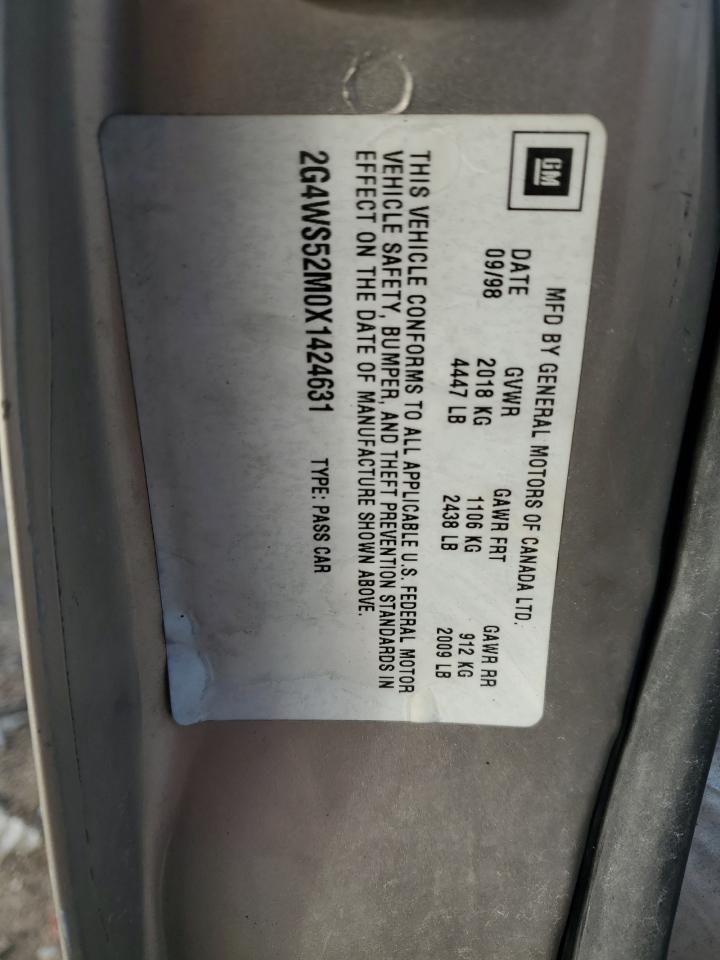 GM
MFD BY GENERAL MOTORS OF CANADA LTD.
DATE GVWR GAWR FRT GAWR RR
09/98 2018 KG 1106 KG 912 KG
4447 LB 2438 LB 2009 LB
THIS VEHICLE CONFORMS TO ALL APPLICABLE U.S. FEDERAL MOTOR
VEHICLE SAFETY, BUMPER, AND THEFT PREVENTION STANDARDS IN
EFFECT ON THE DATE OF MANUFACTURE SHOWN ABOVE.
2G4WS52M0X1424631 TYPE: PASS CAR